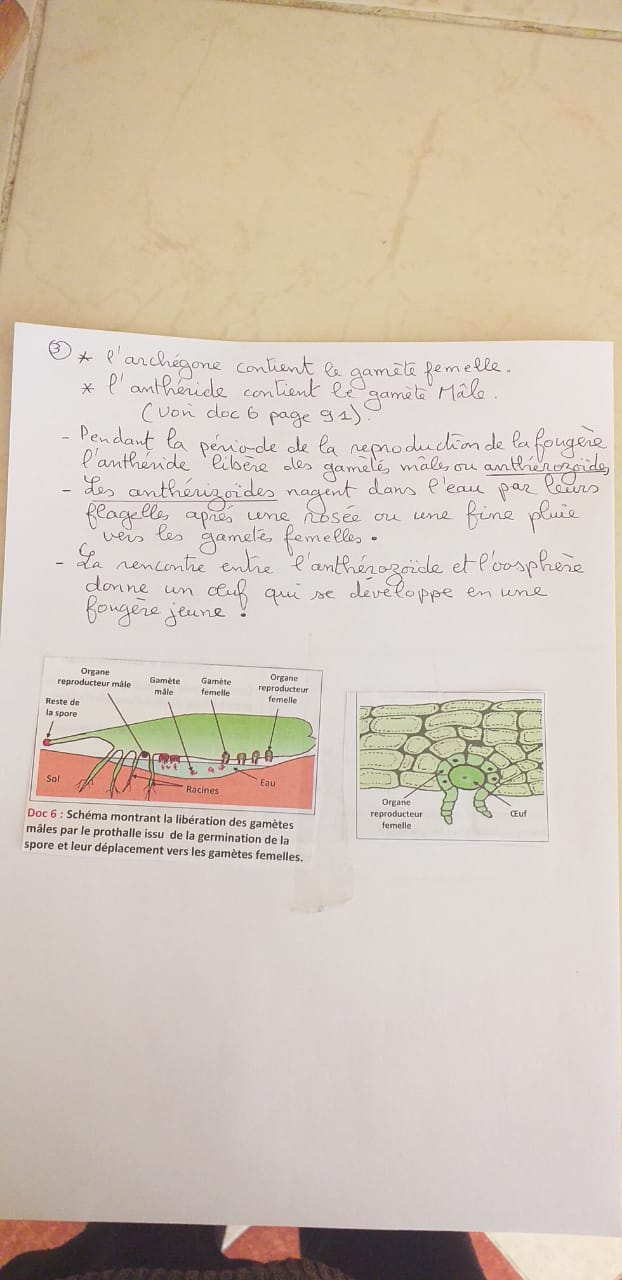 ③ * l'archégone contient le gamète femelle.
* l'anthéride contient le gamète Mâle.
(voir doc 6 page 91).
- Pendant la période de la reproduction de la fougère
l'anthéride libère des gamètes mâles ou anthérozoïdes
- Les anthérizoïdes nagent dans l'eau par leurs
flagelles après une rosée ou une fine pluie
vers les gametes femelles.
- La rencontre entre l'anthérozoïde et l'oosphère
donne un œuf qui se développe en une
fougère jeune.
Organe
reproducteur mâle
Gamète
mâle
Gamète
femelle
Organe
reproducteur
femelle
Reste de
la spore
Sol
Racines
Eau
Doc 6 : Schéma montrant la libération des gamètes
mâles par le prothalle issu de la germination de la
spore et leur déplacement vers les gamètes femelles.
Organe
reproducteur
femelle
Œuf